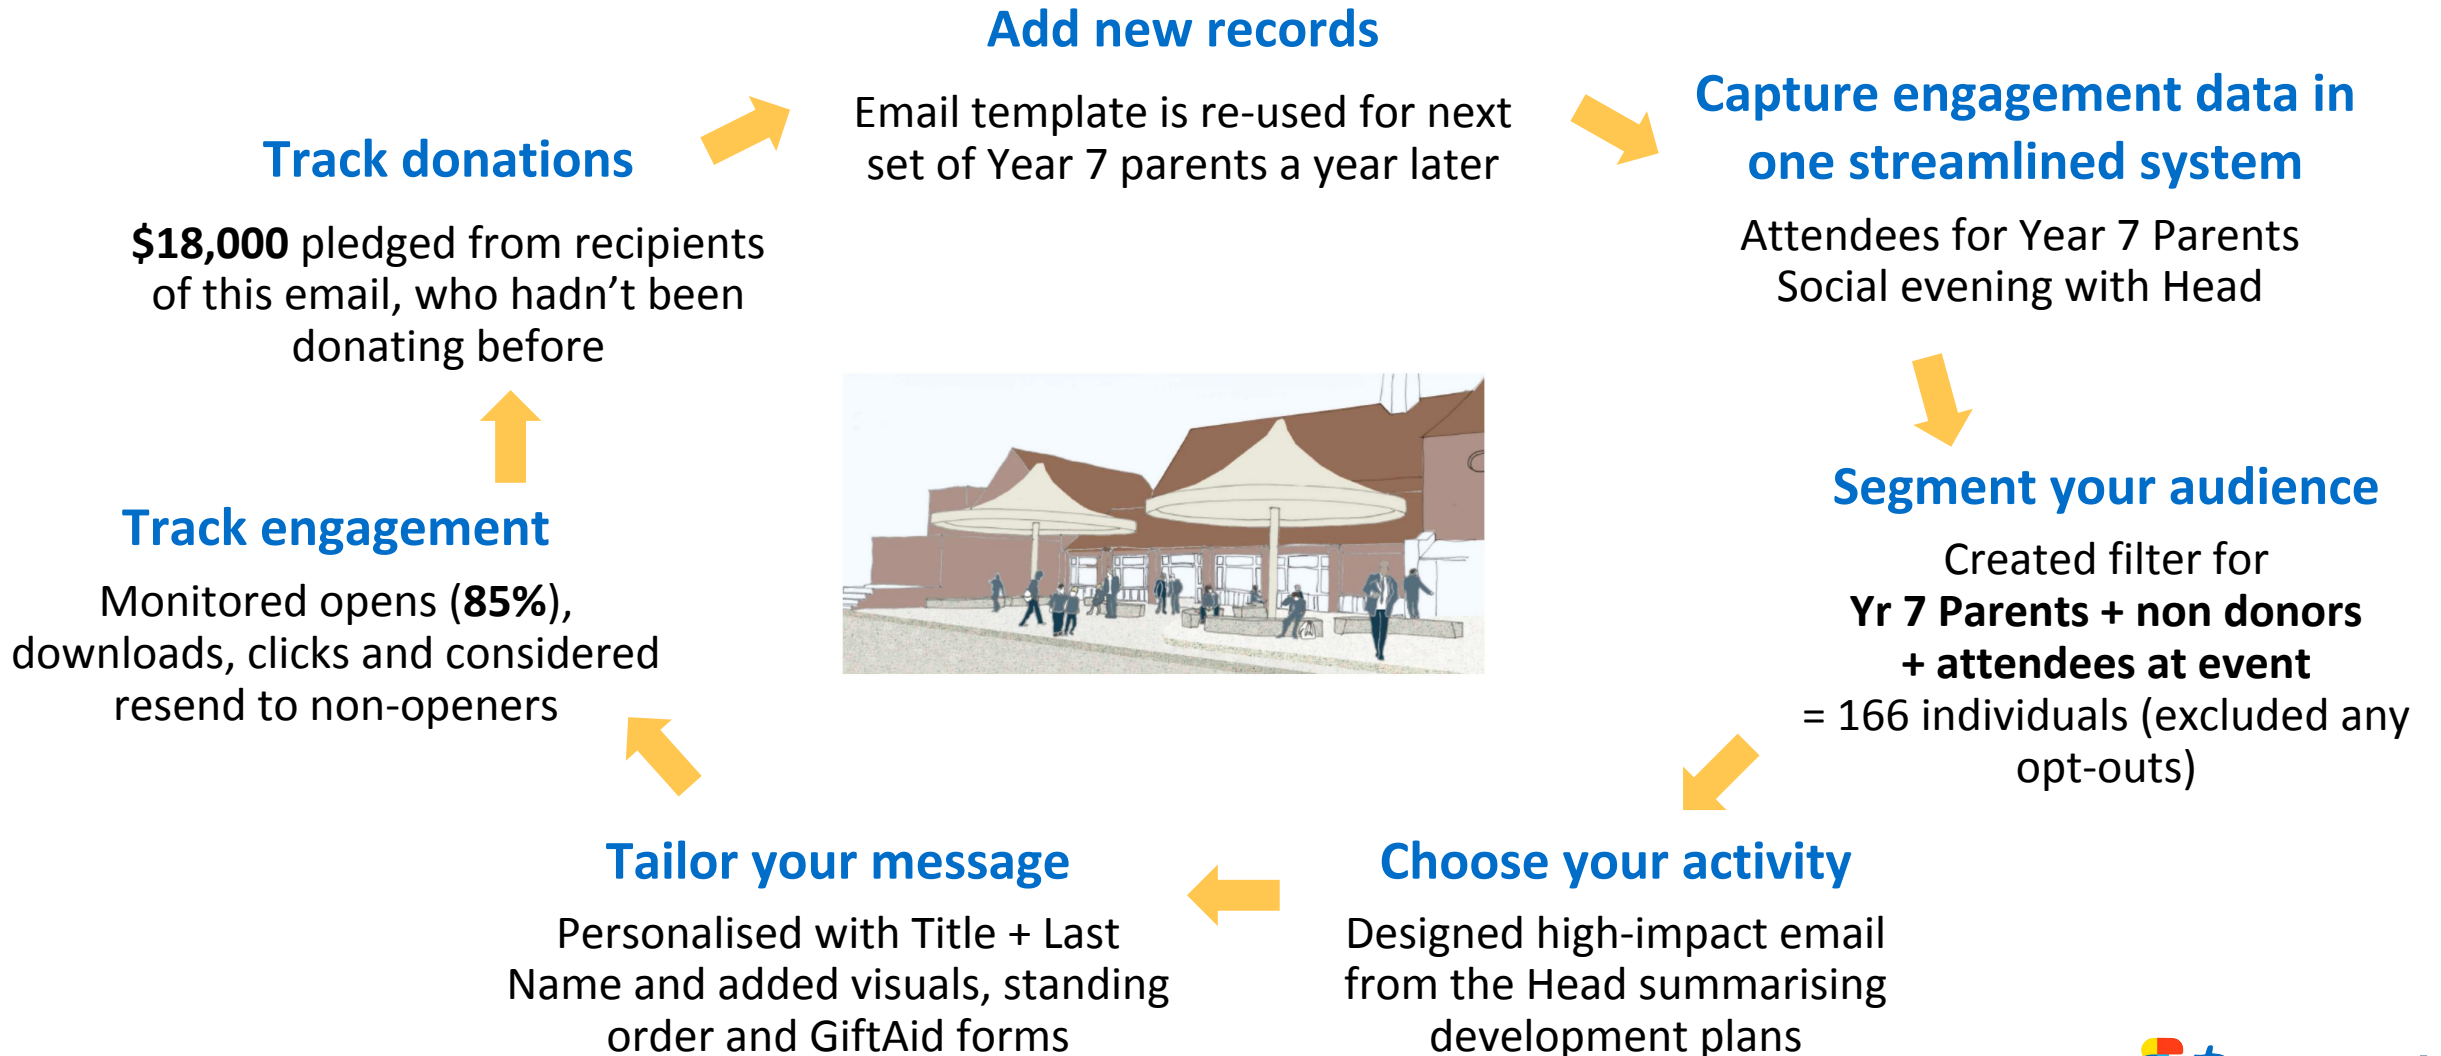 Add new records
Email template is re-used for next
set of Year 7 parents a year later
Capture engagement data in
one streamlined system
Attendees for Year 7 Parents
Social evening with Head
Segment your audience
Created filter for
Yr 7 Parents + non donors
+ attendees at event
= 166 individuals (excluded any
opt-outs)
Choose your activity
Designed high-impact email
from the Head summarising
development plans
Tailor your message
Personalised with Title + Last
Name and added visuals, standing
order and GiftAid forms
Track engagement
Monitored opens (85%),
downloads, clicks and considered
resend to non-openers
Track donations
$18,000 pledged from recipients
of this email, who hadn’t been
donating before